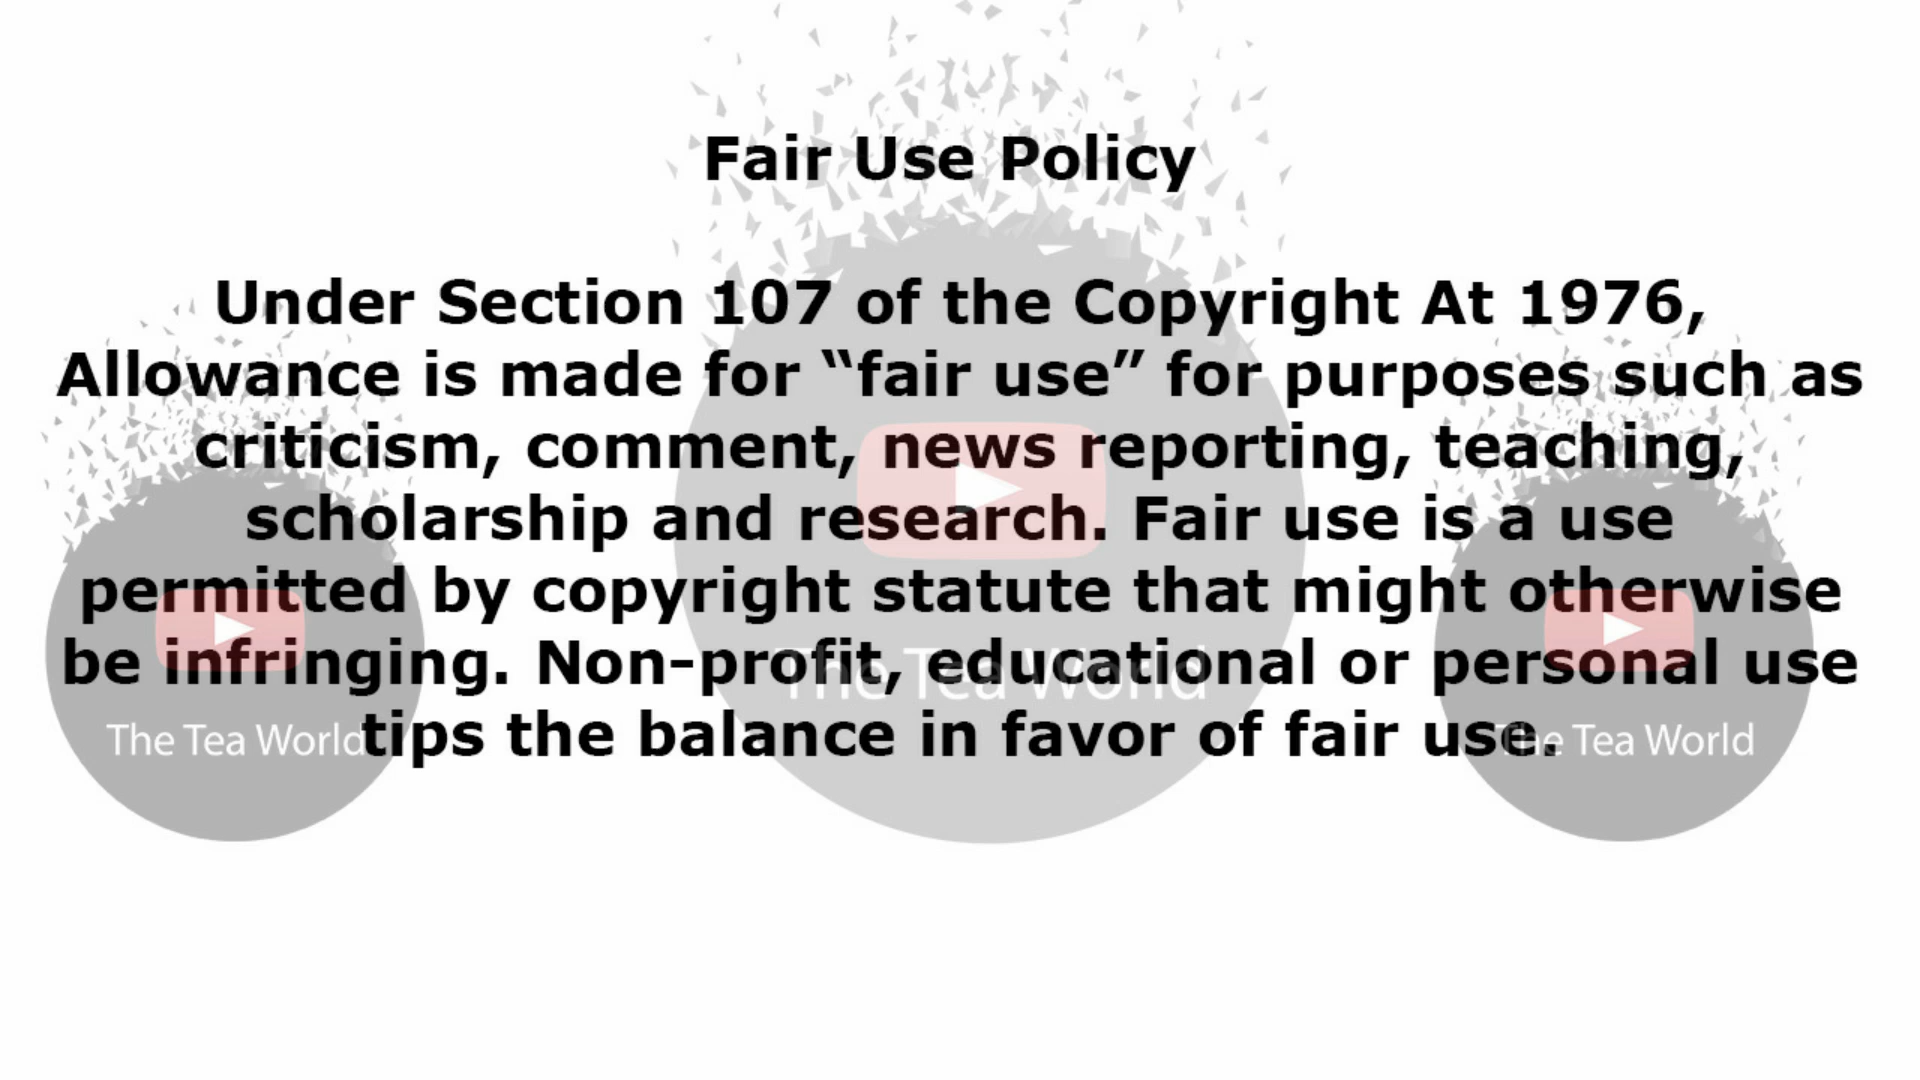 Fair Use Policy
Under Section 107 of the Copyright At 1976,
Allowance is made for “fair use” for purposes such as
criticism, comment, news reporting, teaching,
scholarship and research. Fair use is a use
permitted by copyright statute that might otherwise
be infringing. Non-profit, educational or personal use
tips the balance in favor of fair use.
The Tea World
The Tea World
The Tea World